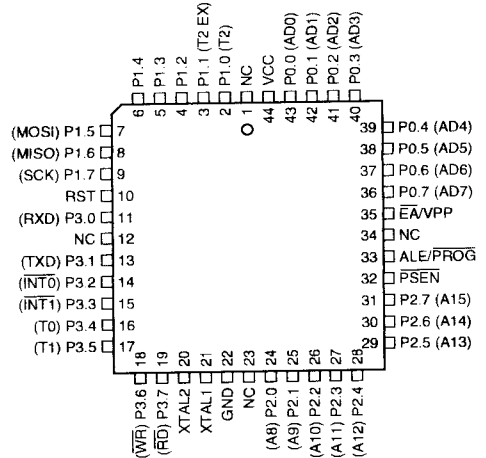 P1.4
P1.3
P1.2
P1.1 (T2 EX)
P1.0 (T2)
NC
VCC
P0.0 (AD0)
P0.1 (AD1)
P0.2 (AD2)
P0.3 (AD3)
6
5
4
3
2
1
44
43
42
41
40
(MOSI) P1.5 7
(MISO) P1.6 8
(SCK) P1.7 9
RST 10
(RXD) P3.0 11
NC 12
(TXD) P3.1 13
(INT0) P3.2 14
(INT1) P3.3 15
(T0) P3.4 16
(T1) P3.5 17
39 P0.4 (AD4)
38 P0.5 (AD5)
37 P0.6 (AD6)
36 P0.7 (AD7)
35 EA/VPP
34 NC
33 ALE/PROG
32 PSEN
31 P2.7 (A15)
30 P2.6 (A14)
29 P2.5 (A13)
18
19
20
21
22
23
24
25
26
27
28
(WR) P3.6
(RD) P3.7
XTAL2
XTAL1
GND
NC
(A8) P2.0
(A9) P2.1
(A10) P2.2
(A11) P2.3
(A12) P2.4